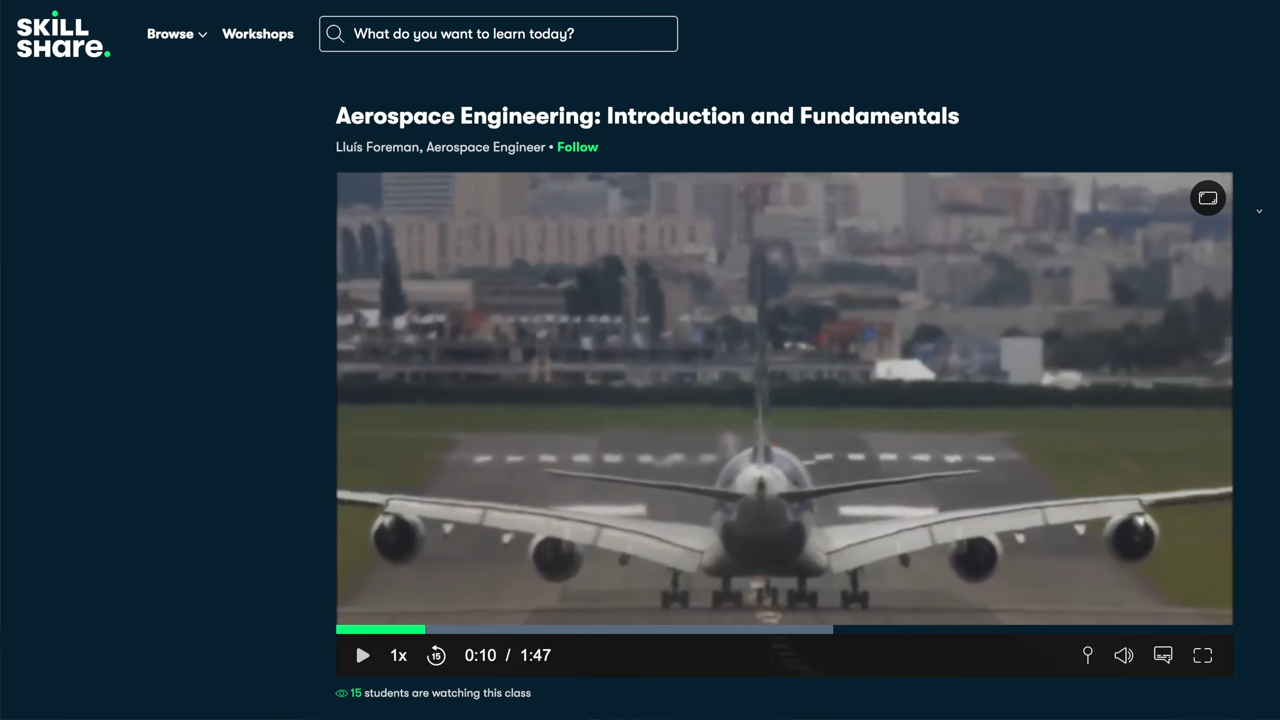 SKiLL
SHare.
Browse
Workshops
What do you want to learn today?
Aerospace Engineering: Introduction and Fundamentals
Lluís Foreman, Aerospace Engineer • Follow
1x
15
0:10 / 1:47
15 students are watching this class